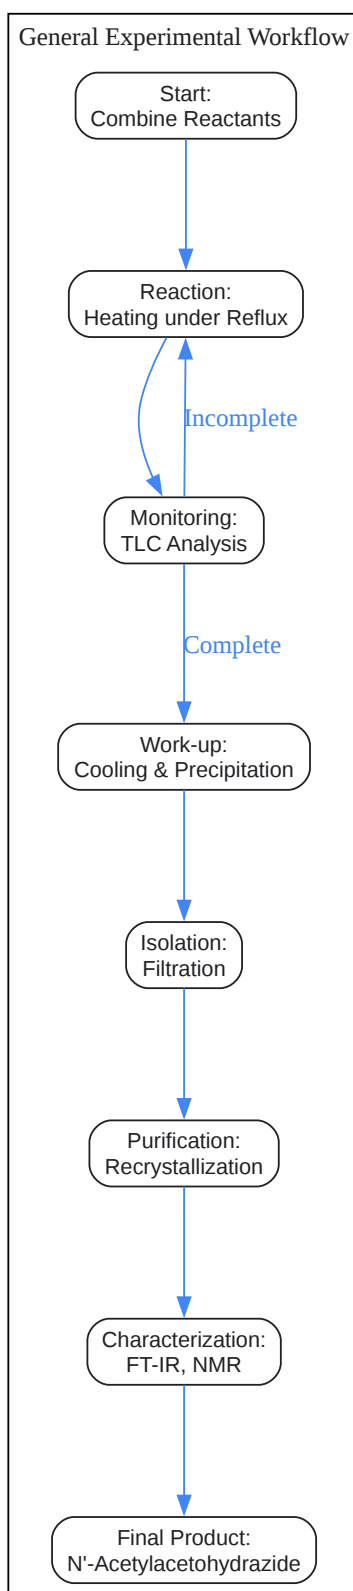 General Experimental Workflow
Start:
Combine Reactants
Reaction:
Heating under Reflux
Incomplete
Monitoring:
TLC Analysis
Complete
Work-up:
Cooling & Precipitation
Isolation:
Filtration
Purification:
Recrystallization
Characterization:
FT-IR, NMR
Final Product:
N'-Acetylacetohydrazide